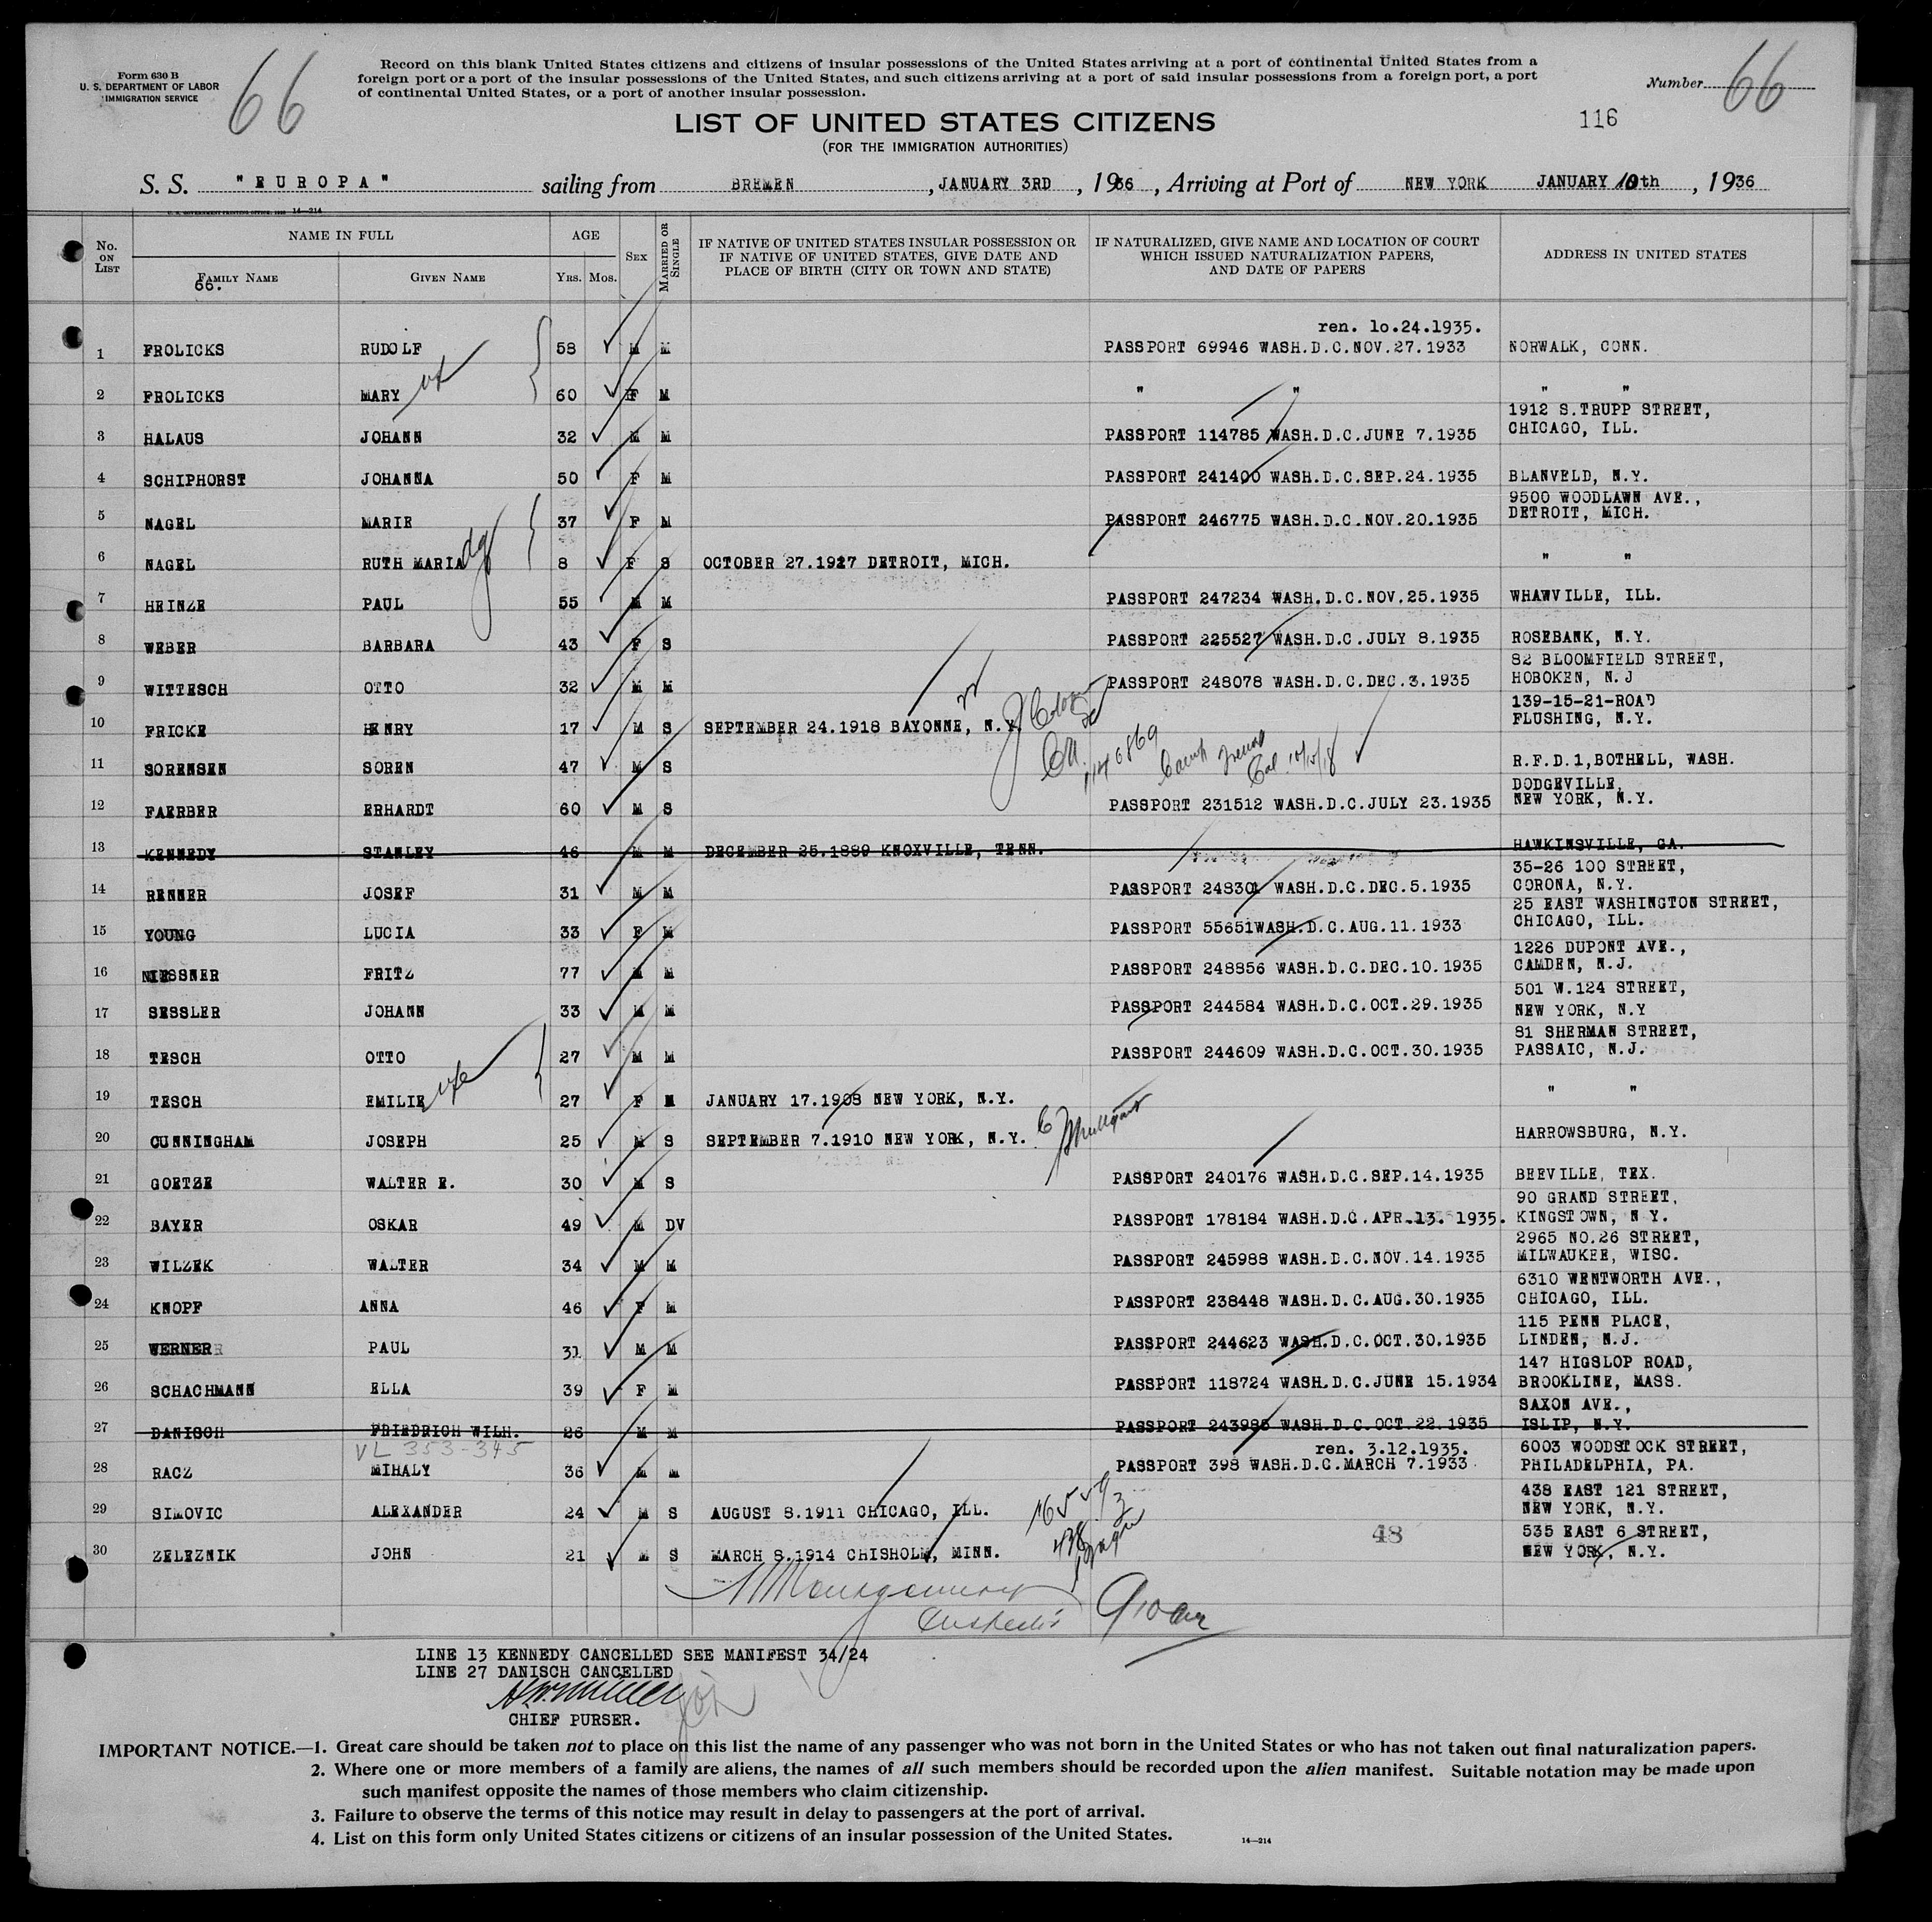 Form 630 B
U. S. DEPARTMENT OF LABOR
IMMIGRATION SERVICE
66
Record on this blank United States citizens and citizens of insular possessions of the United States arriving at a port of continental United States from a
foreign port or a port of the insular possessions of the United States, and such citizens arriving at a port of said insular possessions from a foreign port, a port
of continental United States, or a port of another insular possession.
Number 66
116
LIST OF UNITED STATES CITIZENS
(FOR THE IMMIGRATION AUTHORITIES)
S. S. "EUROPA" sailing from BREMEN, JANUARY 3RD, 1936, Arriving at Port of NEW YORK JANUARY 10th, 1936
U. S. GOVERNMENT PRINTING OFFICE 14—214
No. ON LIST
NAME IN FULL
FAMILY NAME
66.
GIVEN NAME
AGE
YRS. MOS.
SEX
MARRIED OR SINGLE
IF NATIVE OF UNITED STATES INSULAR POSSESSION OR
IF NATIVE OF UNITED STATES, GIVE DATE AND
PLACE OF BIRTH (CITY OR TOWN AND STATE)
IF NATURALIZED, GIVE NAME AND LOCATION OF COURT
WHICH ISSUED NATURALIZATION PAPERS,
AND DATE OF PAPERS
ADDRESS IN UNITED STATES
ren. 10.24.1935.
1 FROLICKS RUDOLF 58 M M PASSPORT 69946 WASH.D.C.NOV.27.1933 NORWALK, CONN.
2 FROLICKS MARY 60 F M " " " "
1912 S.TRUPP STREET,
3 HALAUS JOHANN 32 M M PASSPORT 114785 WASH.D.C.JUNE 7.1935 CHICAGO, ILL.
4 SCHIPHORST JOHANNA 50 F M PASSPORT 241400 WASH.D.C.SEP.24.1935 BLANVELD, N.Y.
9500 WOODLAWN AVE.,
5 NAGEL MARIE 37 F M PASSPORT 246775 WASH.D.C.NOV.20.1935 DETROIT, MICH.
6 NAGEL RUTH MARIA dg 8 F S OCTOBER 27.1927 DETROIT, MICH. " "
7 HEINZE PAUL 55 M M PASSPORT 247234 WASH.D.C.NOV.25.1935 WHAWVILLE, ILL.
8 WEBER BARBARA 43 F S PASSPORT 225527 WASH.D.C.JULY 8.1935 ROSEBANK, N.Y.
82 BLOOMFIELD STREET,
9 WITTESCH OTTO 32 M M PASSPORT 248078 WASH.D.C.DEC.3.1935 HOBOKEN, N.J
139-15-21-ROAD
10 FRICKE HENRY 17 M S SEPTEMBER 24.1918 BAYONNE, N.Y. FLUSHING, N.Y.
11 SORENSEN SOREN 47 M S R.F.D.1,BOTHELL, WASH.
DODGEVILLE,
12 FAERBER ERHARDT 60 M S PASSPORT 231512 WASH.D.C.JULY 23.1935 NEW YORK, N.Y.
13 KENNEDY STANLEY 46 M M DECEMBER 25.1889 KNOXVILLE, TENN. HAWKINSVILLE, GA.
35-26 100 STREET,
14 RENNER JOSEF 31 M M PASSPORT 248301 WASH.D.C.DEC.5.1935 CORONA, N.Y.
25 EAST WASHINGTON STREET,
15 YOUNG LUCIA 33 F M PASSPORT 55651WASH.D.C.AUG.11.1933 CHICAGO, ILL.
1226 DUPONT AVE.,
16 NIESSNER FRITZ 77 M M PASSPORT 248856 WASH.D.C.DEC.10.1935 CAMDEN, N.J.
501 W.124 STREET,
17 SESSLER JOHANN 33 M M PASSPORT 244584 WASH.D.C.OCT.29.1935 NEW YORK, N.Y
81 SHERMAN STREET,
18 TESCH OTTO 27 M M PASSPORT 244609 WASH.D.C.OCT.30.1935 PASSAIC, N.J.
19 TESCH EMILIE 27 F M JANUARY 17.1908 NEW YORK, N.Y. " "
20 CUNNINGHAM JOSEPH 25 M S SEPTEMBER 7.1910 NEW YORK, N.Y. HARROWSBURG, N.Y.
21 GOETZE WALTER E. 30 M S PASSPORT 240176 WASH.D.C.SEP.14.1935 BEEVILLE, TEX.
90 GRAND STREET,
22 BAYER OSKAR 49 M DV PASSPORT 178184 WASH.D.C.APR.13. 1935. KINGSTOWN, N Y.
2965 NO.26 STREET,
23 WILZEK WALTER 34 M M PASSPORT 245988 WASH.D.C.NOV.14.1935 MILWAUKEE, WISC.
6310 WENTWORTH AVE.,
24 KNOPF ANNA 46 F M PASSPORT 238448 WASH.D.C.AUG.30.1935 CHICAGO, ILL.
115 PENN PLACE,
25 WERNER PAUL 31 M M PASSPORT 244623 WASH.D.C.OCT.30.1935 LINDEN, N.J.
147 HIGSLOP ROAD,
26 SCHACHMANN ELLA 39 F M PASSPORT 118724 WASH.D.C.JUNE 15.1934 BROOKLINE, MASS.
SAXON AVE.,
27 DANISCH FRIEDRICH WILH. 26 M M PASSPORT 243985 WASH.D.C.OCT.22.1935 ISLIP, N.Y.
VL 353-345 ren. 3.12.1935. 6003 WOODSTOCK STREET,
28 RACZ MIHALY 36 M M PASSPORT 398 WASH.D.C.MARCH 7.1933 PHILADELPHIA, PA.
438 EAST 121 STREET,
29 SIMOVIC ALEXANDER 24 M S AUGUST 8.1911 CHICAGO, ILL. NEW YORK, N.Y.
48 535 EAST 6 STREET,
30 ZELEZNIK JOHN 21 M S MARCH 8.1914 CHISHOLM, MINN. NEW YORK, N.Y.
LINE 13 KENNEDY CANCELLED SEE MANIFEST 34/24
LINE 27 DANISCH CANCELLED
CHIEF PURSER.
IMPORTANT NOTICE.—1. Great care should be taken not to place on this list the name of any passenger who was not born in the United States or who has not taken out final naturalization papers.
2. Where one or more members of a family are aliens, the names of all such members should be recorded upon the alien manifest. Suitable notation may be made upon
such manifest opposite the names of those members who claim citizenship.
3. Failure to observe the terms of this notice may result in delay to passengers at the port of arrival.
4. List on this form only United States citizens or citizens of an insular possession of the United States.
14—214